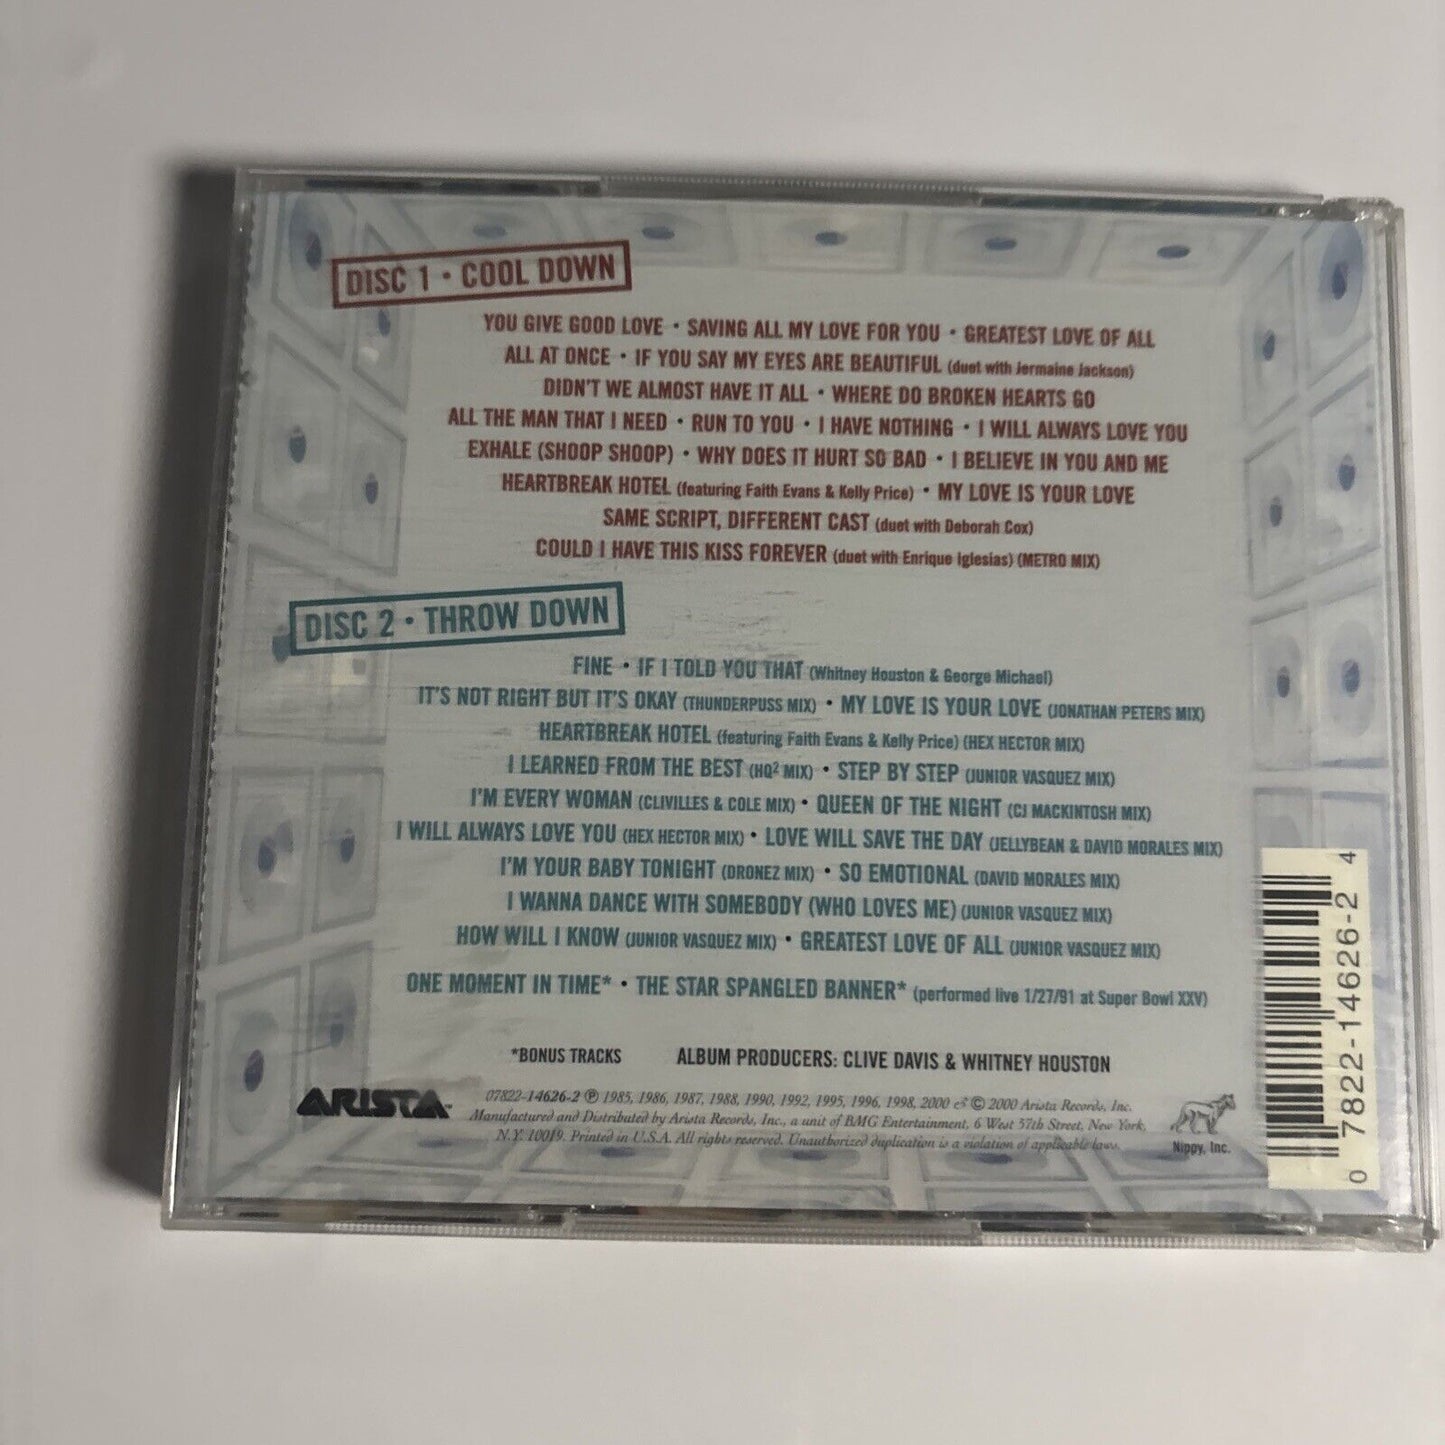 DISC 1 • COOL DOWN
YOU GIVE GOOD LOVE • SAVING ALL MY LOVE FOR YOU • GREATEST LOVE OF ALL
ALL AT ONCE • IF YOU SAY MY EYES ARE BEAUTIFUL (duet with Jermaine Jackson)
DIDN'T WE ALMOST HAVE IT ALL • WHERE DO BROKEN HEARTS GO
ALL THE MAN THAT I NEED • RUN TO YOU • I HAVE NOTHING • I WILL ALWAYS LOVE YOU
EXHALE (SHOOP SHOOP) • WHY DOES IT HURT SO BAD • I BELIEVE IN YOU AND ME
HEARTBREAK HOTEL (featuring Faith Evans & Kelly Price) • MY LOVE IS YOUR LOVE
SAME SCRIPT, DIFFERENT CAST (duet with Deborah Cox)
COULD I HAVE THIS KISS FOREVER (duet with Enrique Iglesias) (METRO MIX)
DISC 2 • THROW DOWN
FINE • IF I TOLD YOU THAT (Whitney Houston & George Michael)
IT'S NOT RIGHT BUT IT'S OKAY (THUNDERPUSS MIX) • MY LOVE IS YOUR LOVE (JONATHAN PETERS MIX)
HEARTBREAK HOTEL (featuring Faith Evans & Kelly Price) (HEX HECTOR MIX)
I LEARNED FROM THE BEST (HQ² MIX) • STEP BY STEP (JUNIOR VASQUEZ MIX)
I'M EVERY WOMAN (CLIVILLES & COLE MIX) • QUEEN OF THE NIGHT (CJ MACKINTOSH MIX)
I WILL ALWAYS LOVE YOU (HEX HECTOR MIX) • LOVE WILL SAVE THE DAY (JELLYBEAN & DAVID MORALES MIX)
I'M YOUR BABY TONIGHT (DRONEZ MIX) • SO EMOTIONAL (DAVID MORALES MIX)
I WANNA DANCE WITH SOMEBODY (WHO LOVES ME) (JUNIOR VASQUEZ MIX)
HOW WILL I KNOW (JUNIOR VASQUEZ MIX) • GREATEST LOVE OF ALL (JUNIOR VASQUEZ MIX)
ONE MOMENT IN TIME* • THE STAR SPANGLED BANNER* (performed live 1/27/91 at Super Bowl XXV)
*BONUS TRACKS ALBUM PRODUCERS: CLIVE DAVIS & WHITNEY HOUSTON
ARISTA™
07822-14626-2 ℗ 1985, 1986, 1987, 1988, 1990, 1992, 1995, 1996, 1998, 2000 & © 2000 Arista Records, Inc.
Manufactured and Distributed by Arista Records, Inc., a unit of BMG Entertainment, 6 West 57th Street, New York,
N.Y. 10019. Printed in U.S.A. All rights reserved. Unauthorized duplication is a violation of applicable laws.
Nippy, Inc.
0 7822-14626-2 4